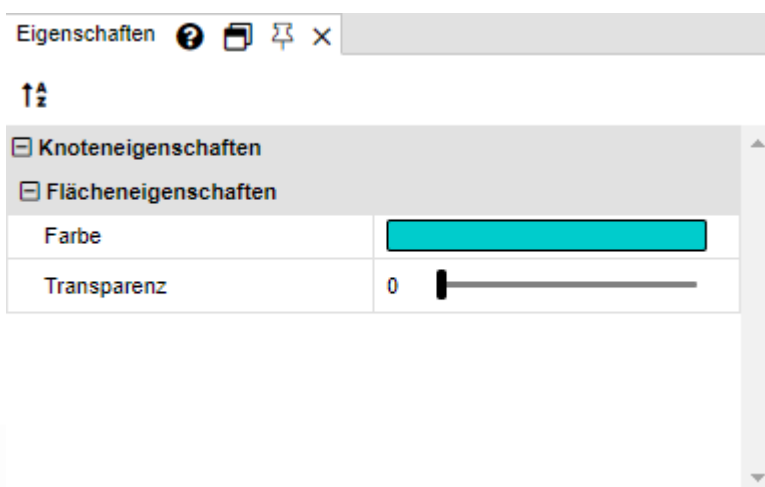 Eigenschaften
Knoteneigenschaften
Flächeneigenschaften
Farbe
Transparenz 0